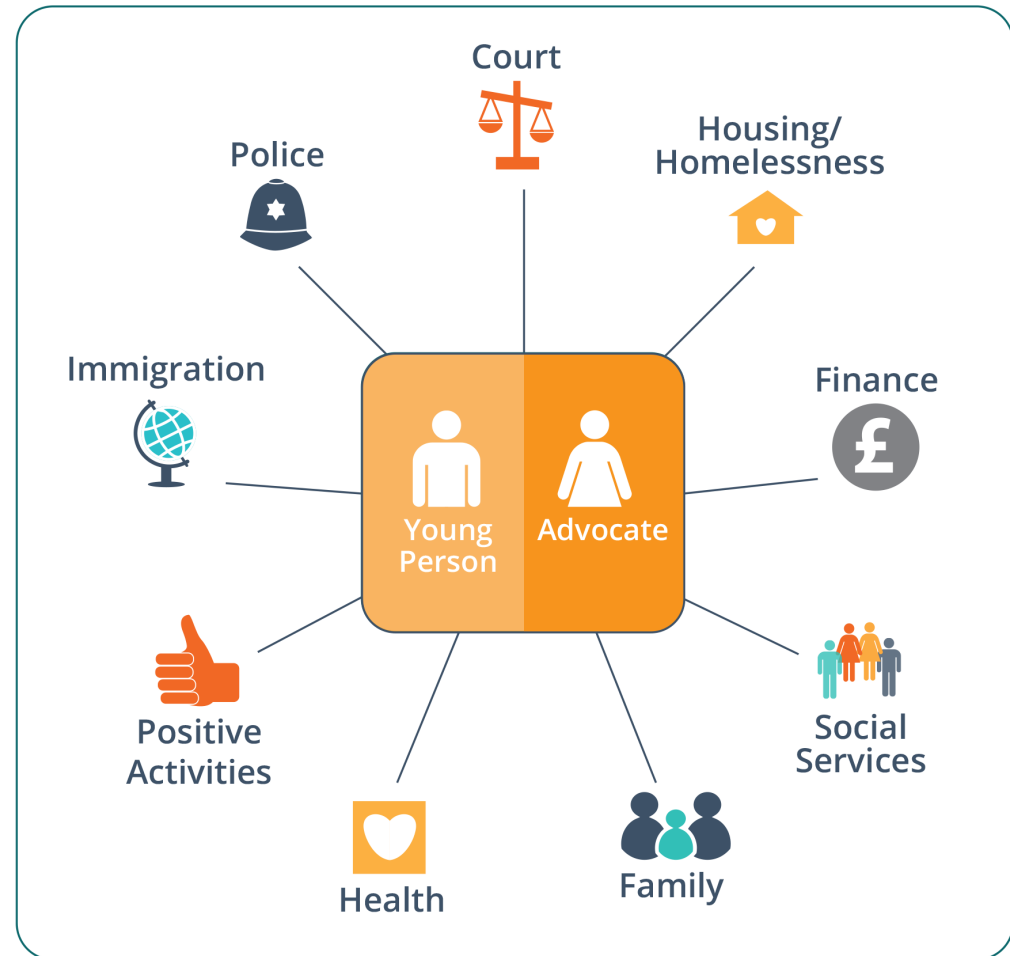 Court
Housing/
Homelessness
Police
Immigration
Finance
£
Young
Person
Advocate
Positive
Activities
Social
Services
Health
Family